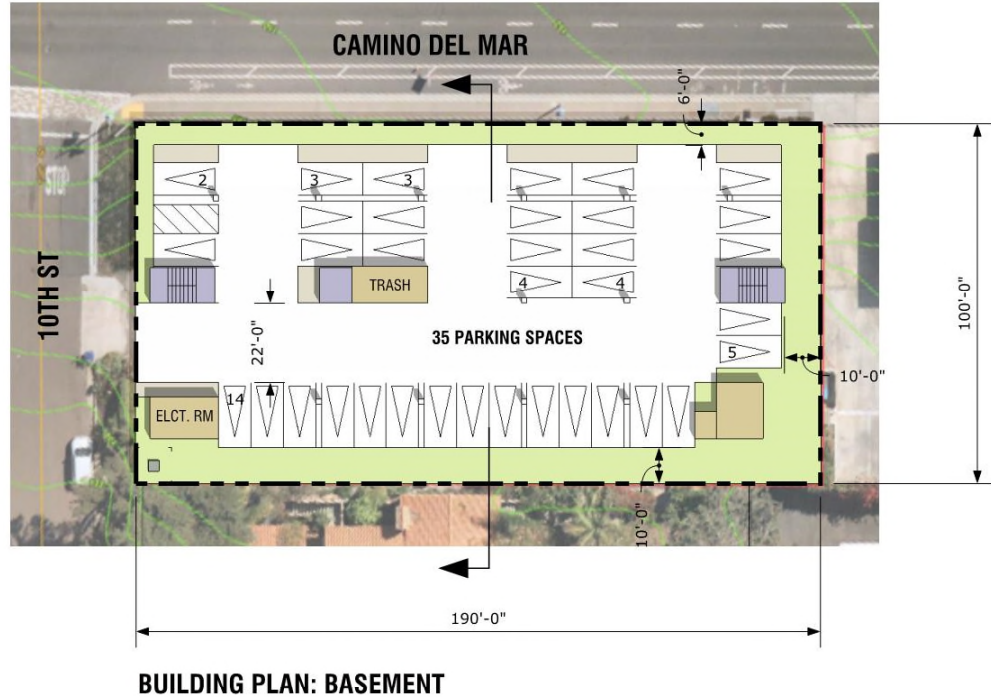 CAMINO DEL MAR
6'-0"
2
3
3
STOP
10TH ST
TRASH
4
4
100'-0"
22'-0"
35 PARKING SPACES
5
10'-0"
14
ELCT. RM
10'-0"
190'-0"
BUILDING PLAN: BASEMENT